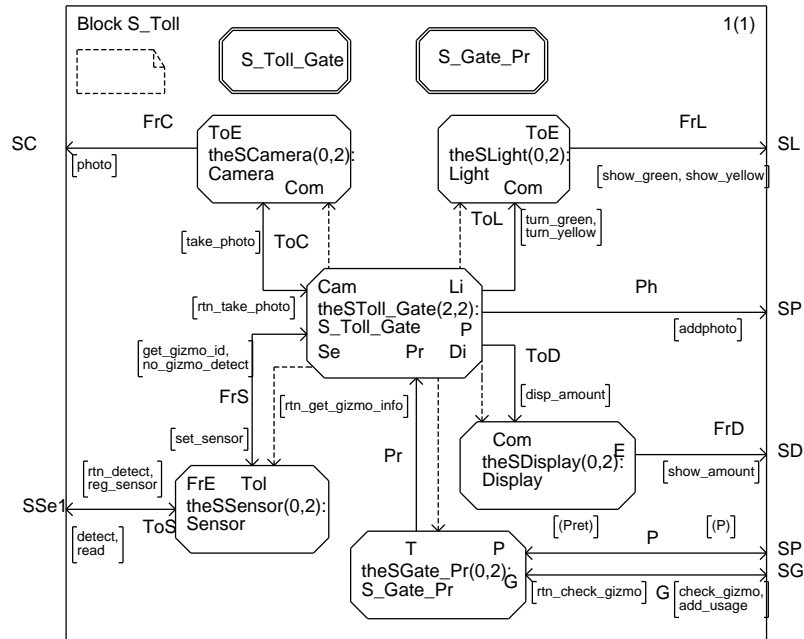 Block S_Toll
1(1)
S_Toll_Gate
S_Gate_Pr
SC
FrC
ToE
theSCamera(0,2):
Camera
Com
[photo]
ToE
theSLight(0,2):
Light
Com
FrL
SL
[show_green, show_yellow]
[take_photo]
ToC
ToL
[turn_green,
turn_yellow]
[rtn_take_photo]
Cam
Li
theSToll_Gate(2,2):
S_Toll_Gate
P
Se
Pr
Di
Ph
SP
[addphoto]
[get_gizmo_id,
no_gizmo_detect]
ToD
FrS
[rtn_get_gizmo_info]
[disp_amount]
[set_sensor]
Pr
Com
E
theSDisplay(0,2):
Display
FrD
SD
[show_amount]
[rtn_detect,
reg_sensor]
FrE
ToI
theSSensor(0,2):
Sensor
SSe1
ToS
[detect,
read]
[(Pret)]
P
[(P)]
T
P
theSGate_Pr(0,2):
G
S_Gate_Pr
SP
SG
[rtn_check_gizmo]
G
[check_gizmo,
add_usage]